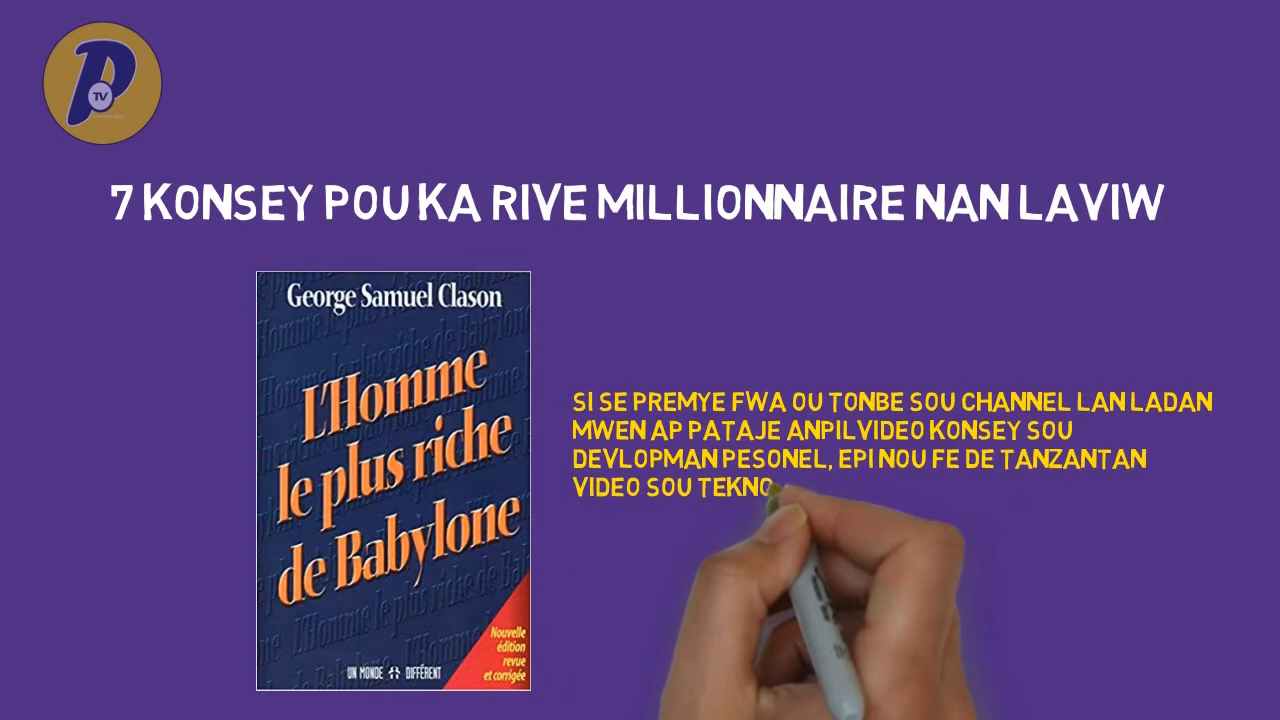 P
TV
7 KONSEY POU KA RIVE MILLIONNAIRE NAN LAVIW
George Samuel Clason
L'Homme
le plus riche
de Babylone
Nouvelle
édition
revue
et corrigée
UN MONDE DIFFÉRENT
SI SE PREMYE FWA OU TONBE SOU CHANNEL LAN LADAN
MWEN AP PATAJE ANPIL VIDEO KONSEY SOU
DEVLOPMAN PESONEL, EPI NOU FE DE TANZANTAN
VIDEO SOU TEKNO